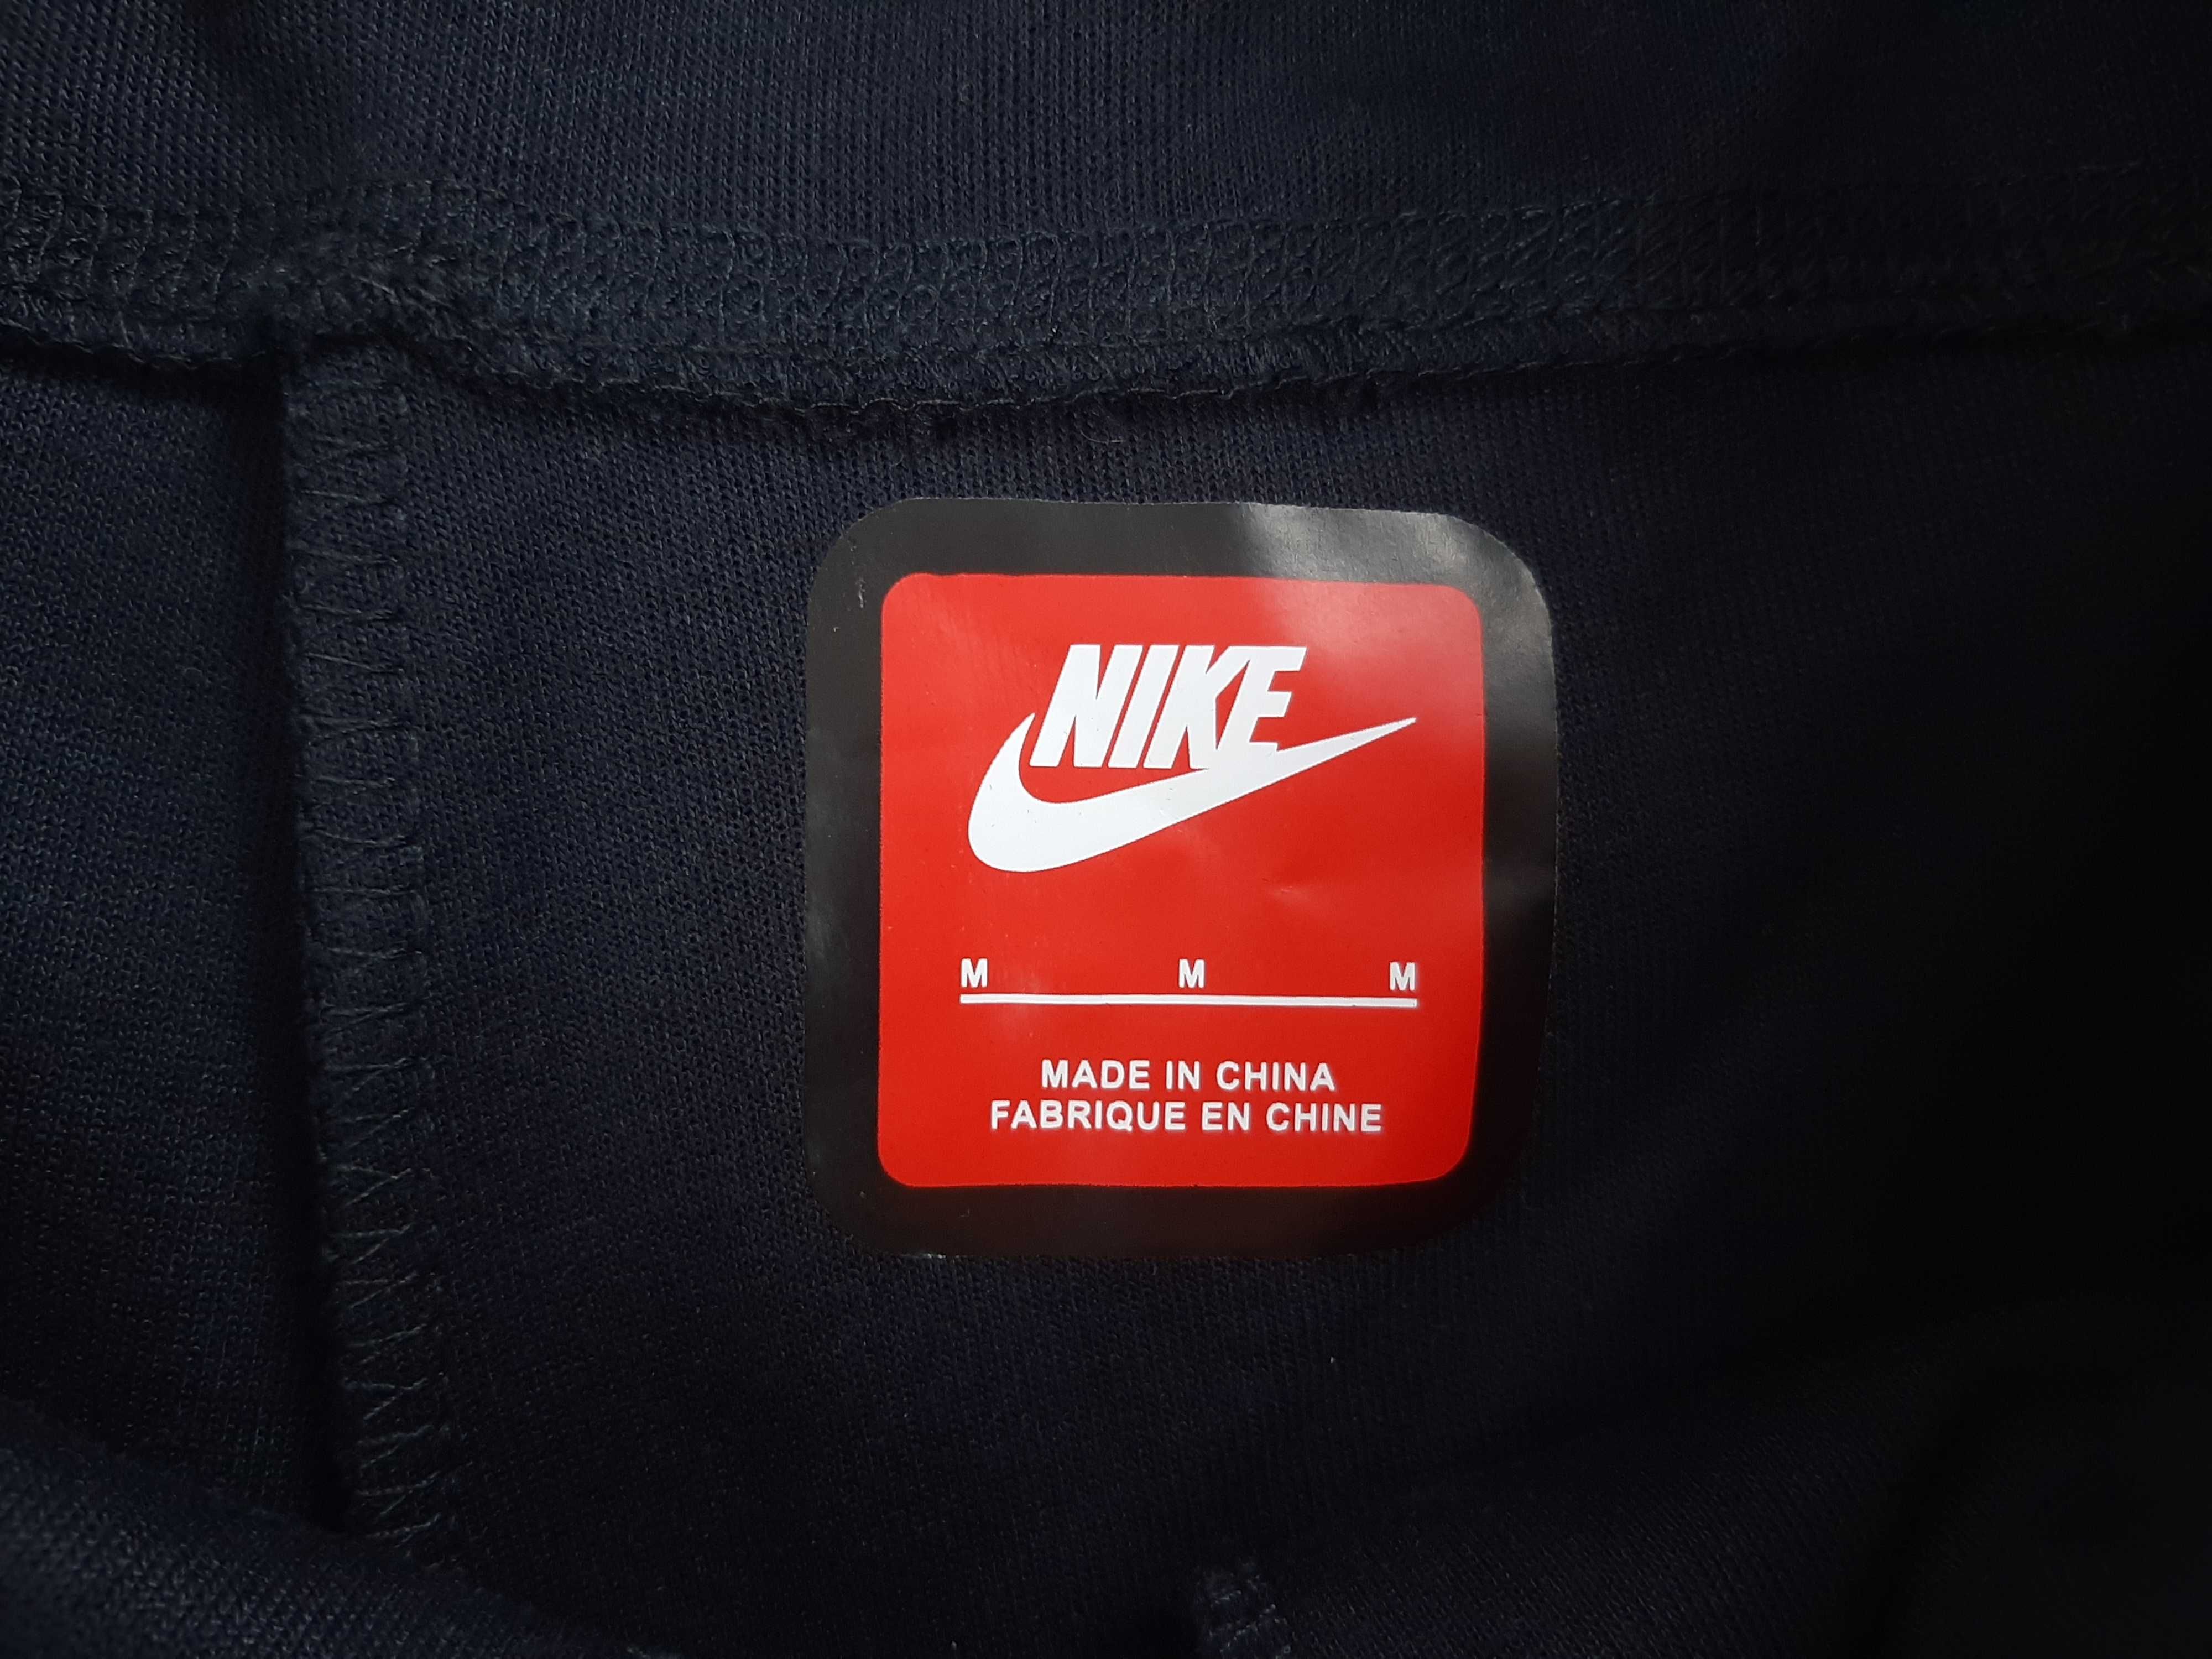 NIKE
M M M
MADE IN CHINA
FABRIQUE EN CHINE